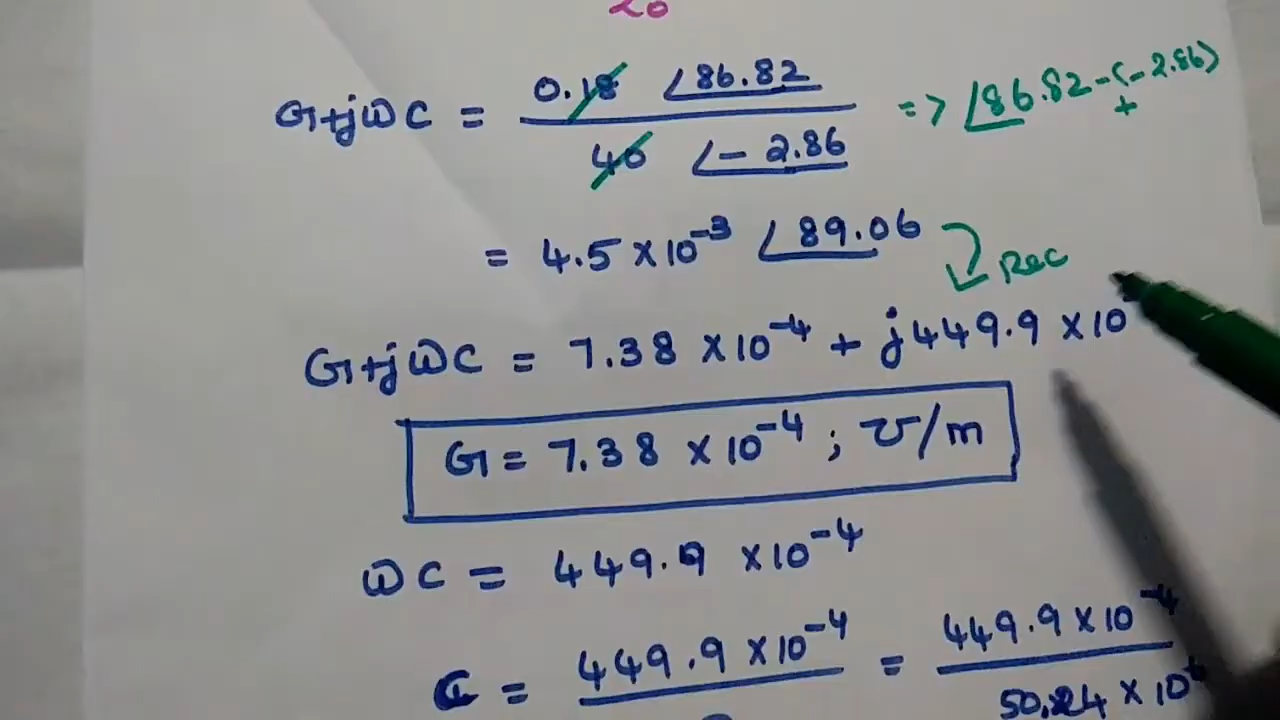 20
G+jωC = 0.18 ∠86.82 / 40 ∠-2.86 => ∠86.82-(-2.86)
+
= 4.5×10⁻³ ∠89.06
Rec
G+jωC = 7.38 ×10⁻⁴ + j449.9 ×10
G = 7.38 ×10⁻⁴ ; ℧/m
ωC = 449.9 ×10⁻⁴
C = 449.9 ×10⁻⁴ = 449.9 ×10⁻⁴ / 50.24 ×10⁶